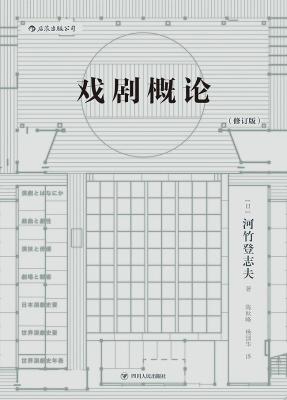 后浪出版公司
戏剧概论
（修订版）
[日] 河竹登志夫 著
陈秋峰 杨国华 译
演劇とはなにか
戯曲と劇性
演技と俳優
劇場と観客
日本演劇史要
世界演劇史要
世界演劇史年表
四川人民出版社